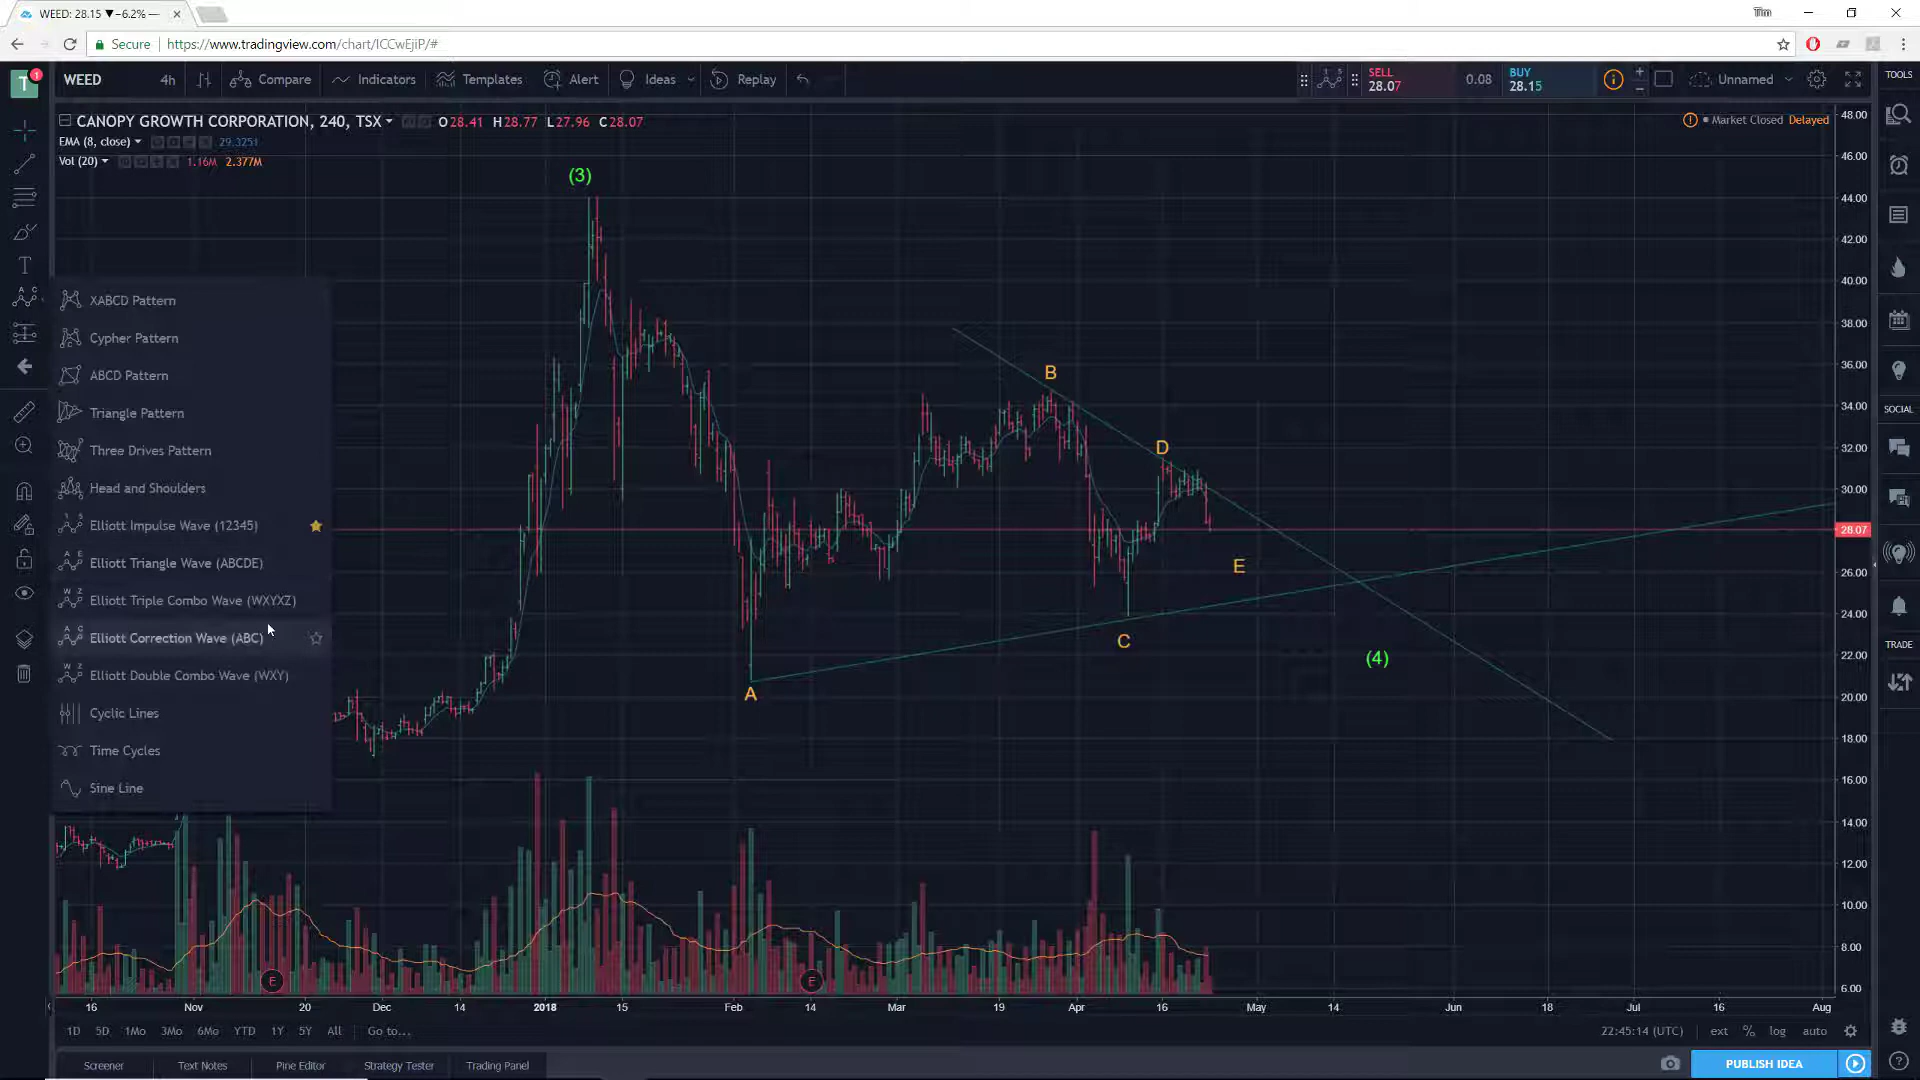 WEED: 28.15 ▼ −6.2% —
Tim
Secure https://www.tradingview.com/chart/ICCwEjiP/#
T 1
WEED 4h Compare Indicators Templates Alert Ideas Replay
SELL 28.07 0.08 BUY 28.15
Unnamed
TOOLS
CANOPY GROWTH CORPORATION, 240, TSX O28.41 H28.77 L27.96 C28.07
Market Closed Delayed
EMA (8, close) 29.3251
Vol (20) 1.16M 2.377M
(3)
XABCD Pattern
Cypher Pattern
ABCD Pattern
Triangle Pattern
Three Drives Pattern
Head and Shoulders
Elliott Impulse Wave (12345)
Elliott Triangle Wave (ABCDE)
Elliott Triple Combo Wave (WXYXZ)
Elliott Correction Wave (ABC)
Elliott Double Combo Wave (WXY)
Cyclic Lines
Time Cycles
Sine Line
B
D
E
C
A
(4)
48.00
46.00
44.00
42.00
40.00
38.00
36.00
34.00
32.00
30.00
28.07
26.00
24.00
22.00
20.00
18.00
16.00
14.00
12.00
10.00
8.00
6.00
SOCIAL
TRADE
E E
16 Nov 20 Dec 14 2018 15 Feb 14 Mar 19 Apr 16 May 14 Jun 18 Jul 16 Aug
1D 5D 1Mo 3Mo 6Mo YTD 1Y 5Y All Go to...
22:45:14 (UTC) ext % log auto
Screener Text Notes Pine Editor Strategy Tester Trading Panel
PUBLISH IDEA